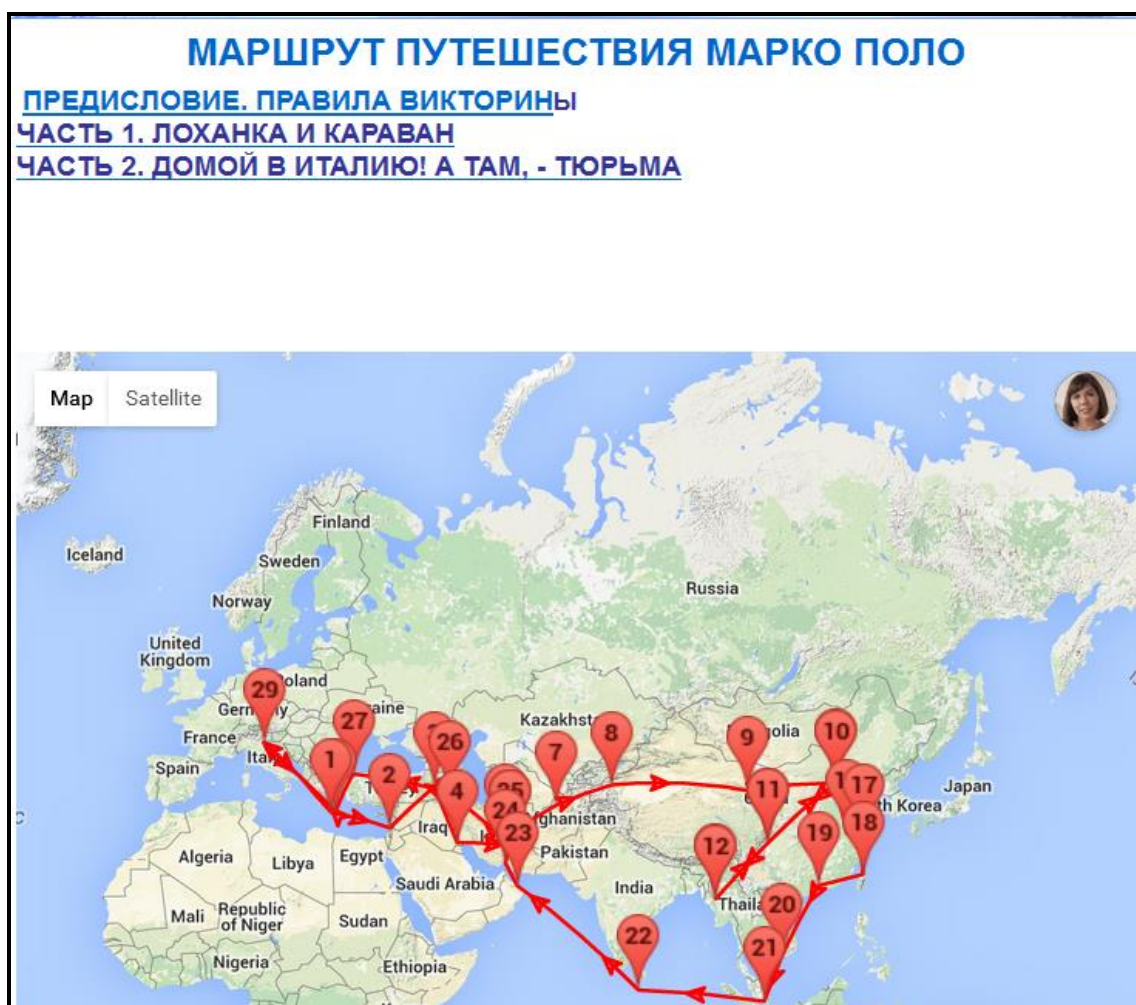 МАРШРУТ ПУТЕШЕСТВИЯ МАРКО ПОЛО
ПРЕДИСЛОВИЕ. ПРАВИЛА ВИКТОРИНЫ
ЧАСТЬ 1. ЛОХАНКА И КАРАВАН
ЧАСТЬ 2. ДОМОЙ В ИТАЛИЮ! А ТАМ, - ТЮРЬМА
Map Satellite
Finland
Iceland
Sweden
Russia
Norway
United
Kingdom
29
27
France
Spain
Kazakhst
26
8
7
9
10
1
2
4
25
24
23
11
17
18
19
12
Japan
th Korea
Iraq
Pakistan
Algeria
Libya
Egypt
Saudi Arabia
India
Mali
Republic
of Niger
Sudan
20
21
22
Nigeria
Ethiopia